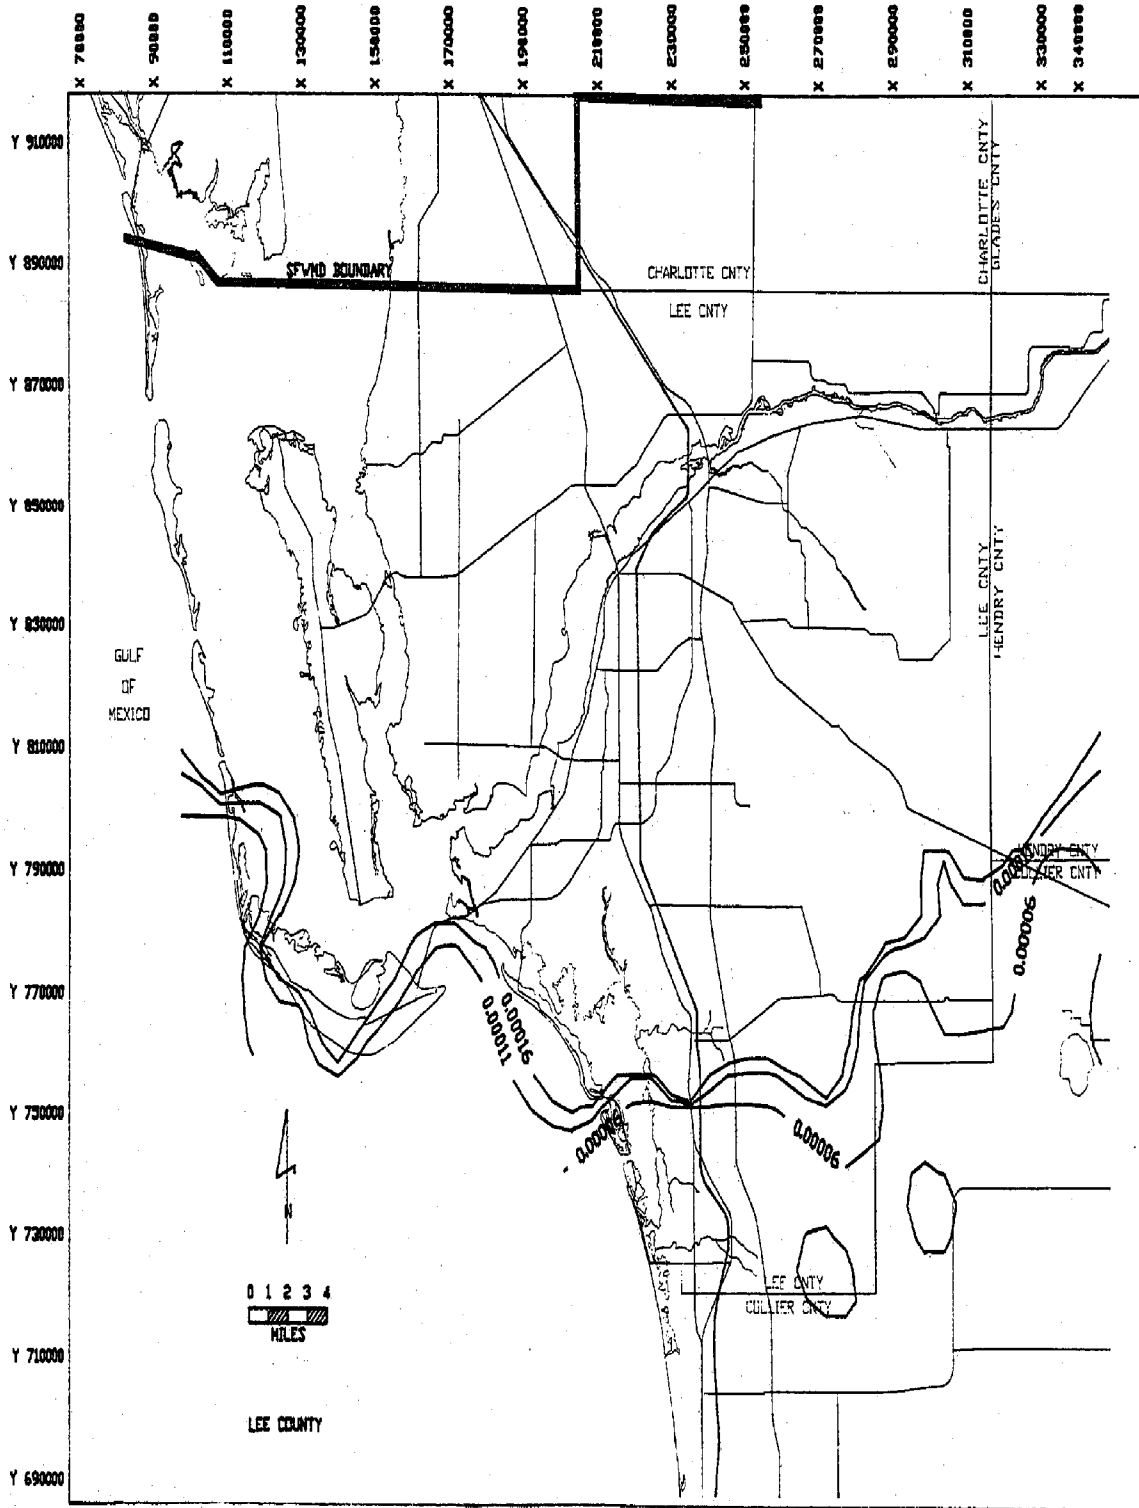 X 70000
X 90000
X 110000
X 130000
X 150000
X 170000
X 190000
X 210000
X 230000
X 250000
X 270000
X 290000
X 310000
X 330000
X 340000
Y 910000
Y 890000
Y 870000
Y 850000
Y 830000
Y 810000
Y 790000
Y 770000
Y 750000
Y 730000
Y 710000
Y 690000
CHARLOTTE CNTY
GLADES CNTY
SFWMD BOUNDARY
CHARLOTTE CNTY
LEE CNTY
LEE CNTY
HENDRY CNTY
GULF
OF
MEXICO
HENDRY CNTY
COLLIER CNTY
0.00006
0.00016
0.00011
0.00006
0.00006
N
LEE CNTY
COLLIER CNTY
0 1 2 3 4
MILES
LEE COUNTY